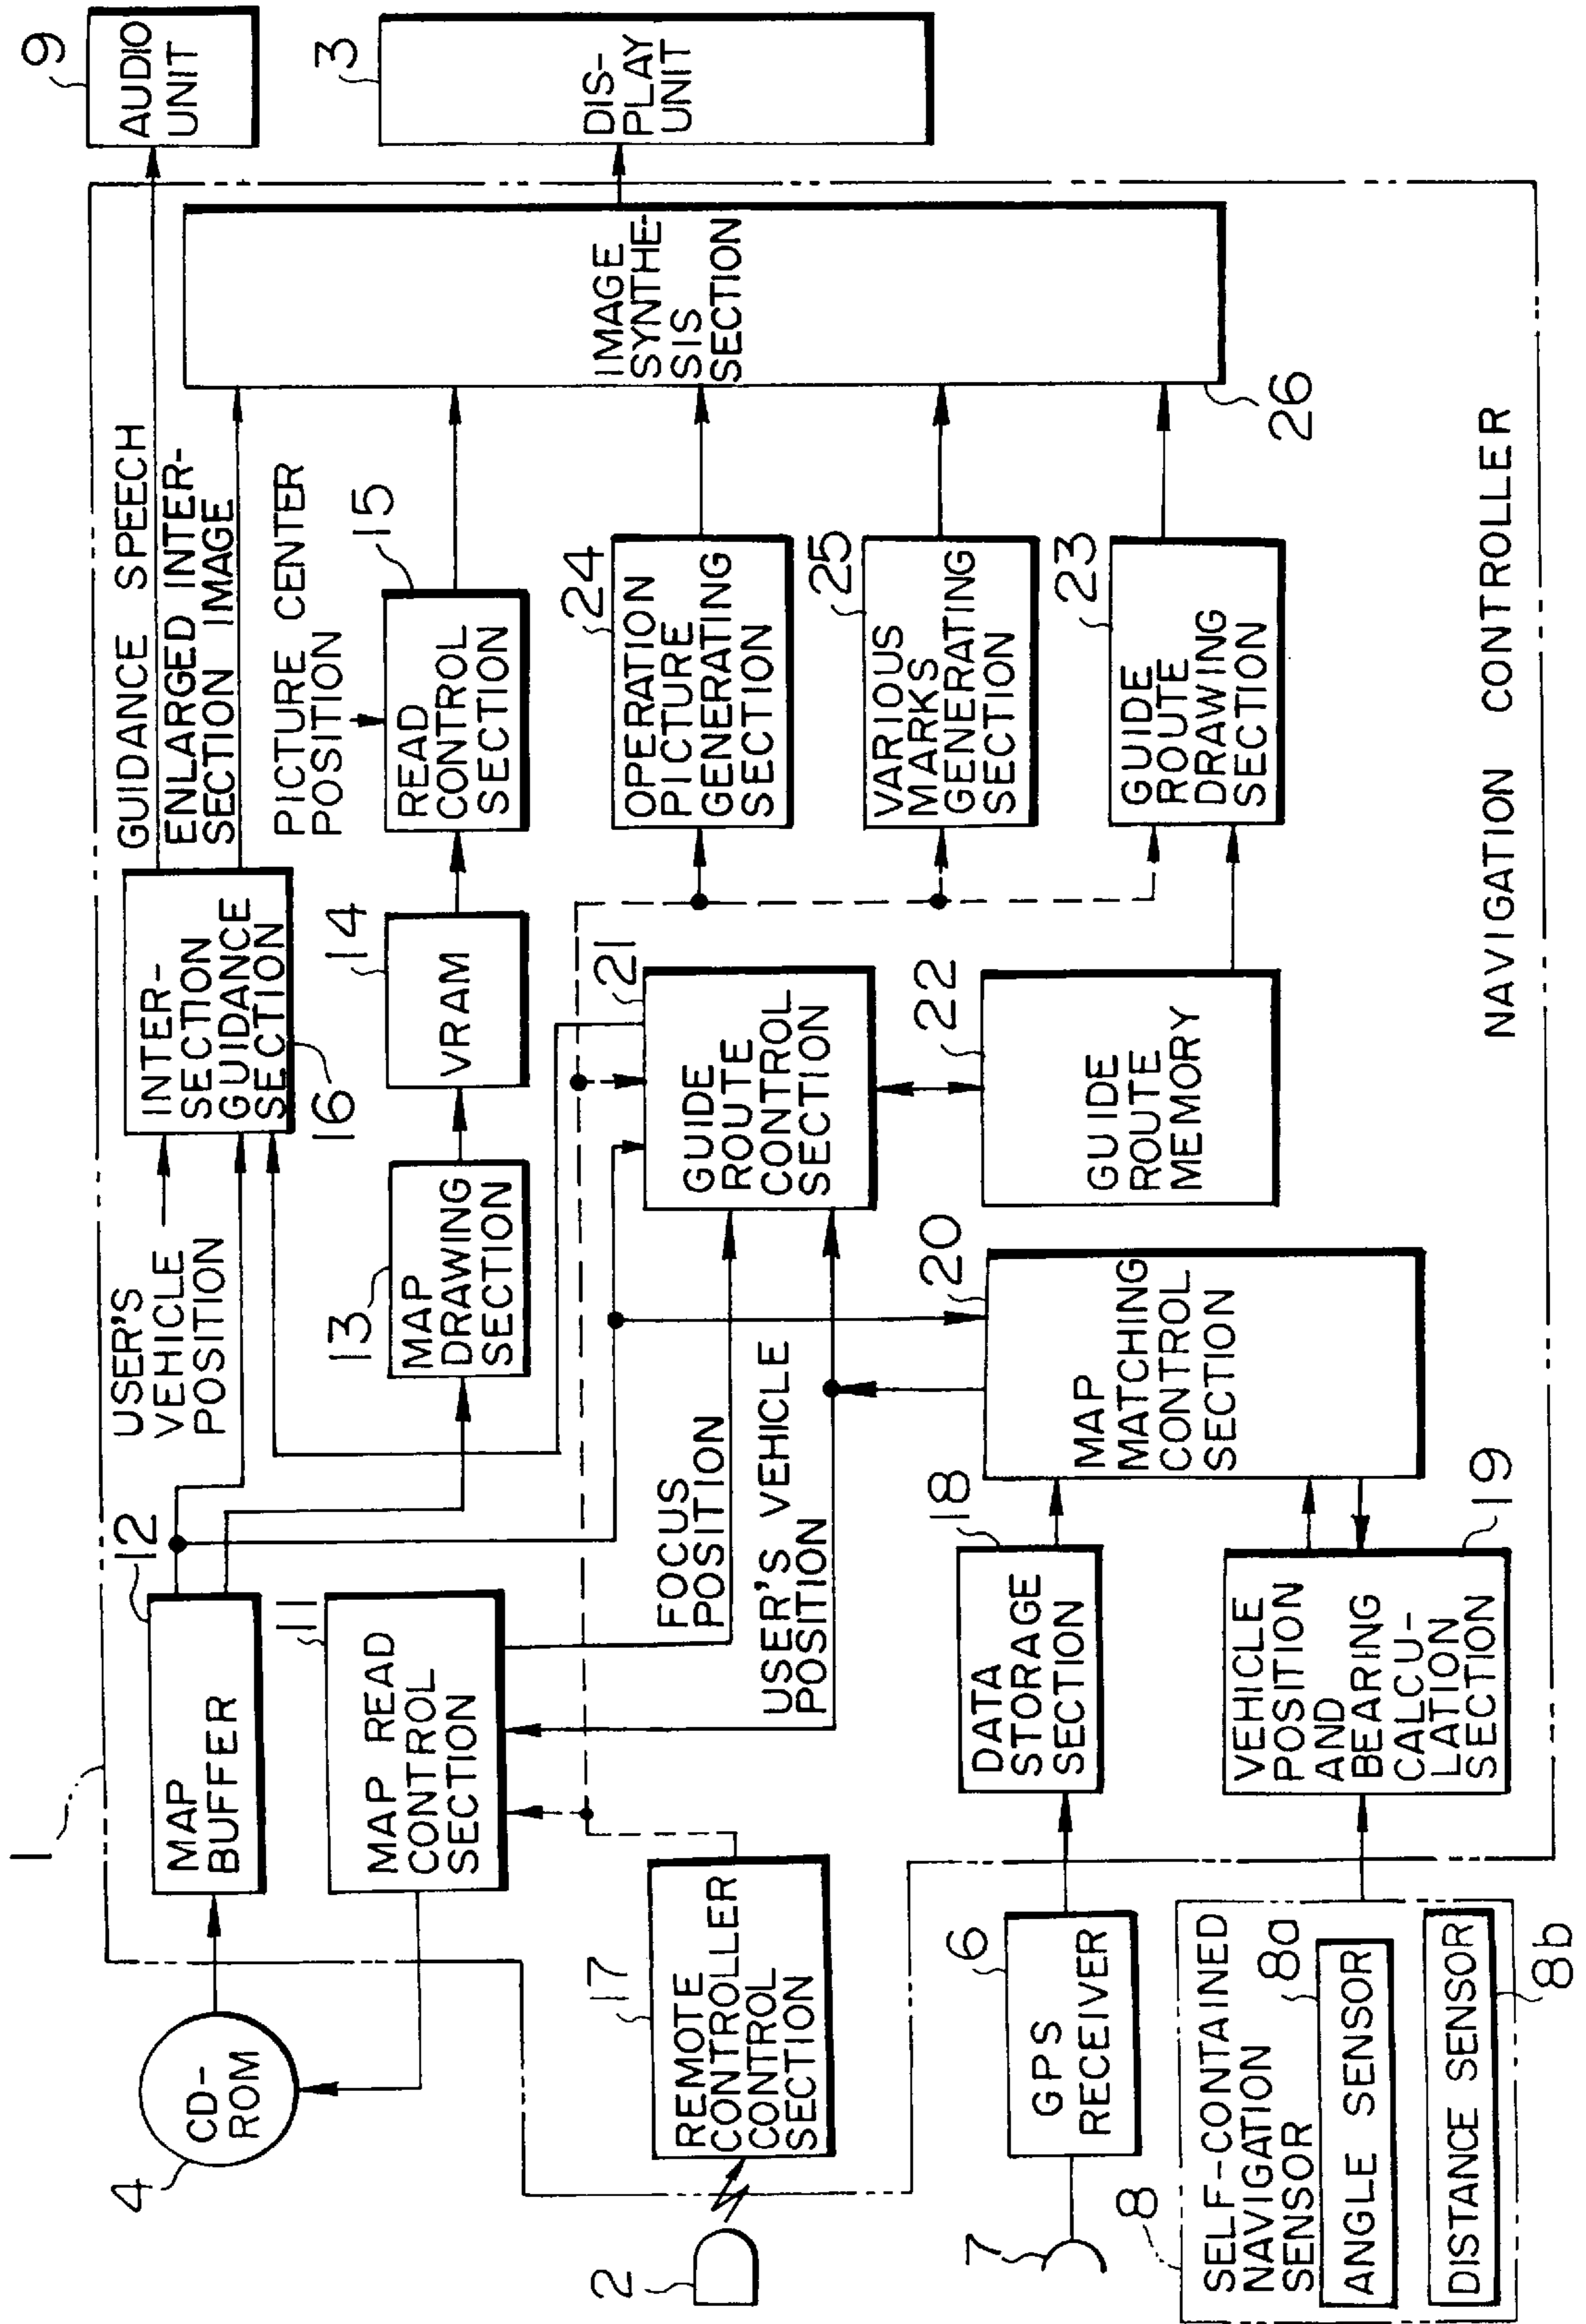 1
4
CD-
ROM
12
MAP
BUFFER
11
MAP READ
CONTROL
SECTION
USER'S
VEHICLE
POSITION
INTER-
SECTION
GUIDANCE
SECTION
16
GUIDANCE SPEECH
ENLARGED INTER-
SECTION IMAGE
9
AUDIO
UNIT
13
MAP
DRAWING
SECTION
14
VRAM
PICTURE CENTER
POSITION
15
READ
CONTROL
SECTION
IMAGE
SYNTHE-
SIS
SECTION
26
3
DIS-
PLAY
UNIT
2
17
REMOTE
CONTROLLER
CONTROL
SECTION
FOCUS
POSITION
USER'S VEHICLE
POSITION
21
GUIDE
ROUTE
CONTROL
SECTION
22
GUIDE
ROUTE
MEMORY
24
OPERATION
PICTURE
GENERATING
SECTION
25
VARIOUS
MARKS
GENERATING
SECTION
23
GUIDE
ROUTE
DRAWING
SECTION
7
6
GPS
RECEIVER
18
DATA
STORAGE
SECTION
20
MAP
MATCHING
CONTROL
SECTION
8
SELF-CONTAINED
NAVIGATION
SENSOR
8a
ANGLE SENSOR
DISTANCE SENSOR
8b
VEHICLE
POSITION
AND
BEARING
CALCU-
LATION
SECTION
19
NAVIGATION CONTROLLER